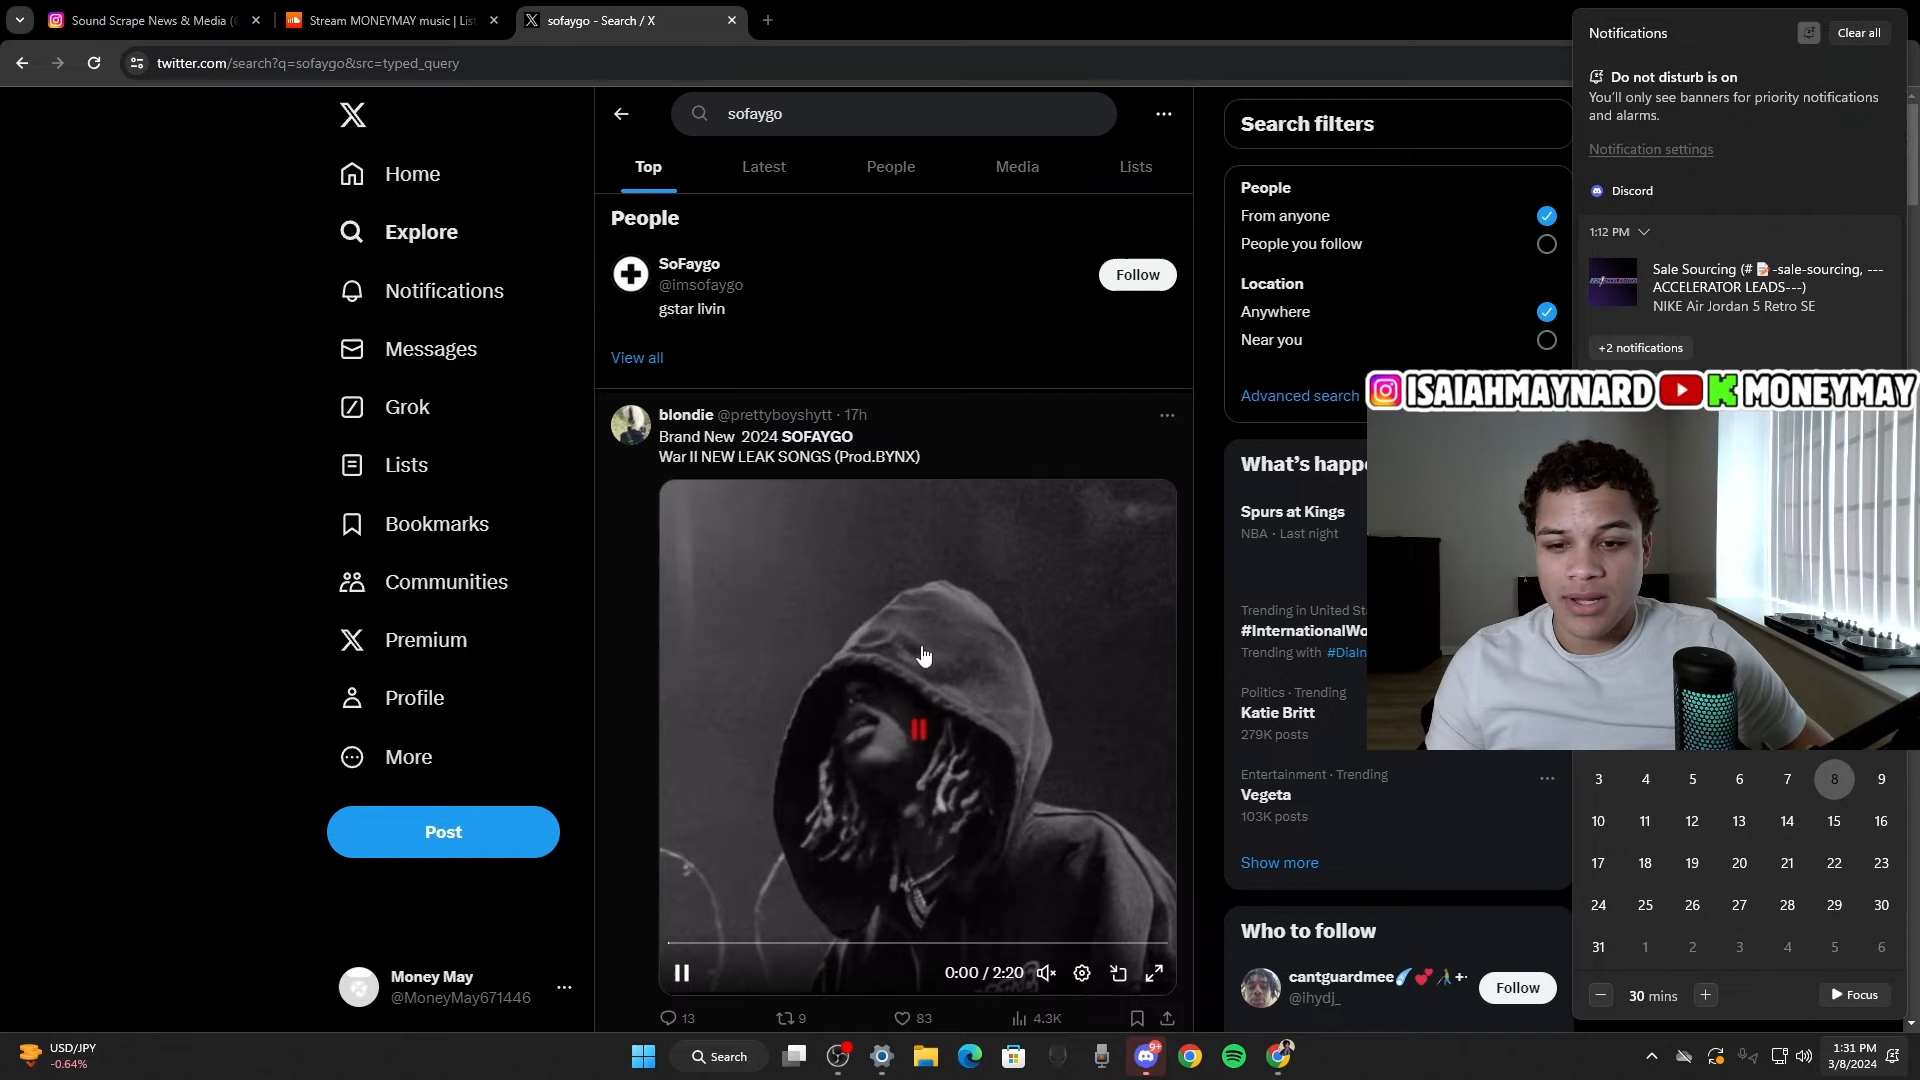 Sound Scrape News & Media (
Stream MONEYMAY music | List
sofaygo - Search / X
twitter.com/search?q=sofaygo&src=typed_query
Home
Explore
Notifications
Messages
Grok
Lists
Bookmarks
Communities
Premium
Profile
More
Post
Money May
@MoneyMay671446
sofaygo
Top
Latest
People
Media
Lists
People
SoFaygo
@imsofaygo
gstar livin
Follow
View all
blondie @prettyboyshytt · 17h
Brand New 2024 SOFAYGO
War II NEW LEAK SONGS (Prod.BYNX)
0:00 / 2:20
13
9
83
4.3K
Search filters
People
From anyone
People you follow
Location
Anywhere
Near you
Advanced search
What's happe
Spurs at Kings
NBA · Last night
Trending in United Sta
#InternationalWo
Trending with #DiaIn
Politics · Trending
Katie Britt
279K posts
Entertainment · Trending
Vegeta
103K posts
Show more
Who to follow
cantguardmee
@ihydj_
Follow
Notifications
Clear all
Do not disturb is on
You'll only see banners for priority notifications
and alarms.
Notification settings
Discord
1:12 PM
Sale Sourcing (# 📝-sale-sourcing, ---
ACCELERATOR LEADS---)
NIKE Air Jordan 5 Retro SE
+2 notifications
ISAIAHMAYNARD K MONEYMAY
3 4 5 6 7 8 9
10 11 12 13 14 15 16
17 18 19 20 21 22 23
24 25 26 27 28 29 30
31 1 2 3 4 5 6
30 mins
Focus
USD/JPY
-0.64%
Search
9+
1:31 PM
3/8/2024